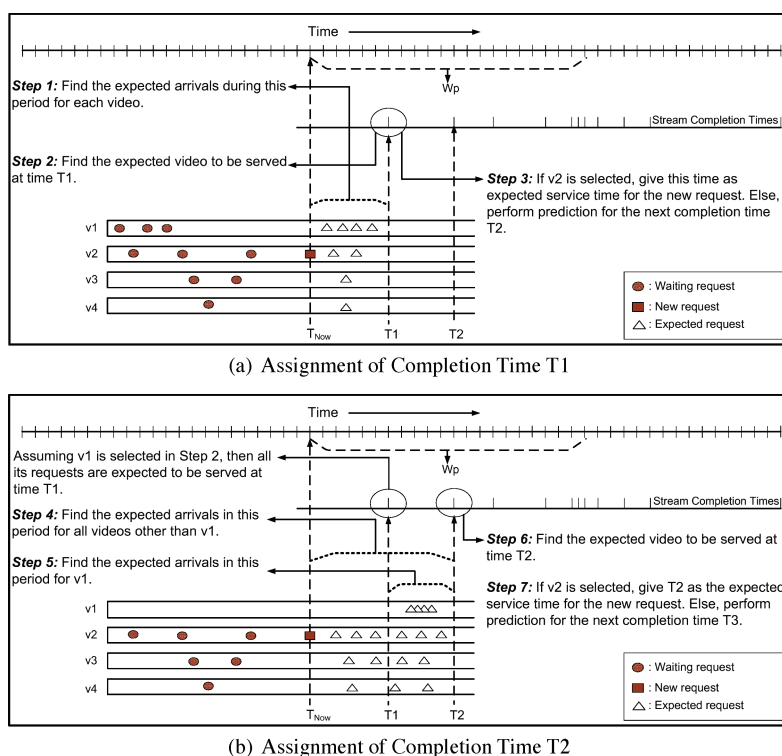 Time
Step 1: Find the expected arrivals during this
period for each video.
Wp
Stream Completion Times
Step 2: Find the expected video to be served
at time T1.
Step 3: If v2 is selected, give this time as
expected service time for the new request. Else,
perform prediction for the next completion time
T2.
v1
v2
v3
v4
: Waiting request
: New request
: Expected request
TNow T1 T2
(a) Assignment of Completion Time T1
Time
Assuming v1 is selected in Step 2, then all
its requests are expected to be served at
time T1.
Wp
Stream Completion Times
Step 4: Find the expected arrivals in this
period for all videos other than v1.
Step 5: Find the expected arrivals in this
period for v1.
Step 6: Find the expected video to be served at
time T2.
Step 7: If v2 is selected, give T2 as the expected
service time for the new request. Else, perform
prediction for the next completion time T3.
v1
v2
v3
v4
: Waiting request
: New request
: Expected request
TNow T1 T2
(b) Assignment of Completion Time T2